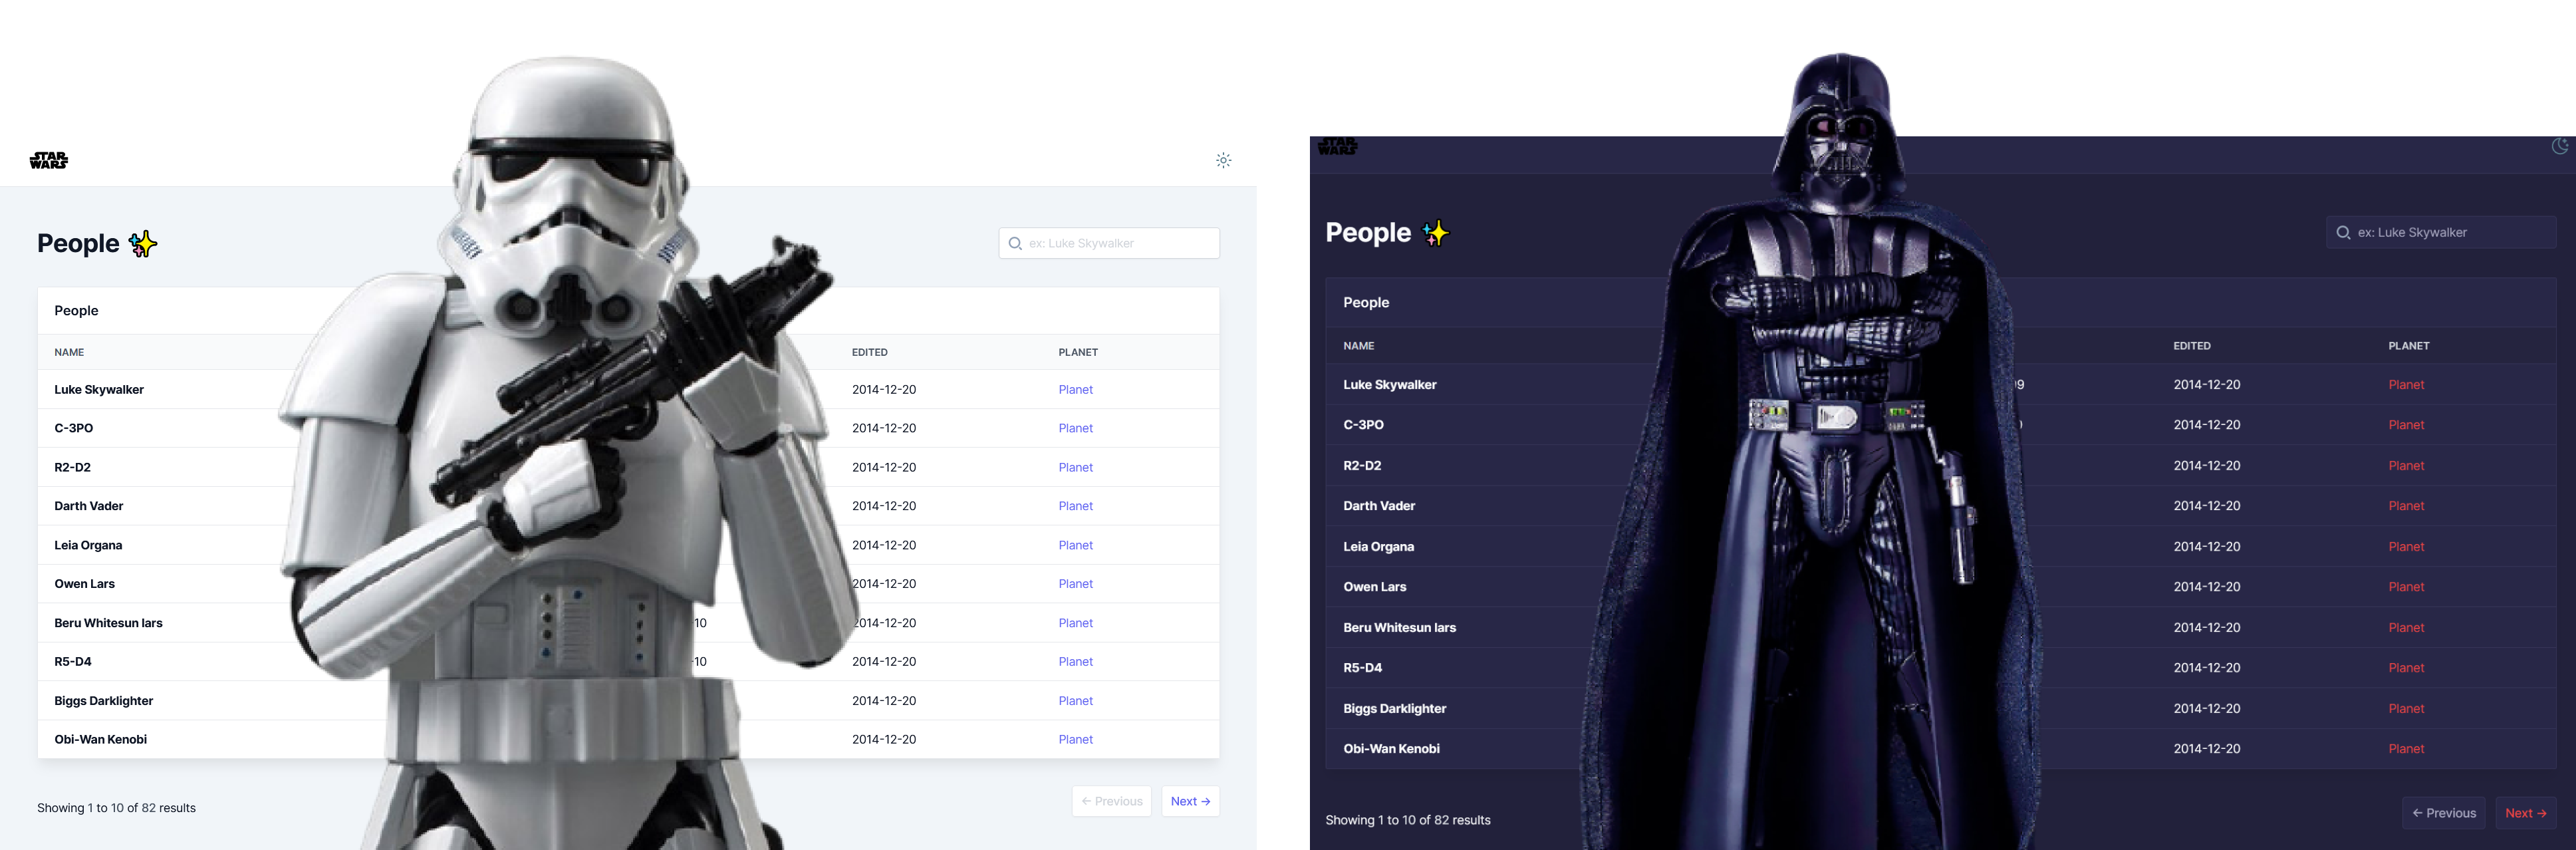 STAR
WARS
People
ex: Luke Skywalker
People
NAME EDITED PLANET
Luke Skywalker 2014-12-20 Planet
C-3PO 2014-12-20 Planet
R2-D2 2014-12-20 Planet
Darth Vader 2014-12-20 Planet
Leia Organa 2014-12-20 Planet
Owen Lars 2014-12-20 Planet
Beru Whitesun lars 10 2014-12-20 Planet
R5-D4 -10 2014-12-20 Planet
Biggs Darklighter 2014-12-20 Planet
Obi-Wan Kenobi 2014-12-20 Planet
Showing 1 to 10 of 82 results
← Previous Next →
STAR
WARS
People
ex: Luke Skywalker
People
NAME EDITED PLANET
Luke Skywalker 9 2014-12-20 Planet
C-3PO 2014-12-20 Planet
R2-D2 2014-12-20 Planet
Darth Vader 2014-12-20 Planet
Leia Organa 2014-12-20 Planet
Owen Lars 2014-12-20 Planet
Beru Whitesun lars 2014-12-20 Planet
R5-D4 2014-12-20 Planet
Biggs Darklighter 2014-12-20 Planet
Obi-Wan Kenobi 2014-12-20 Planet
Showing 1 to 10 of 82 results
← Previous Next →